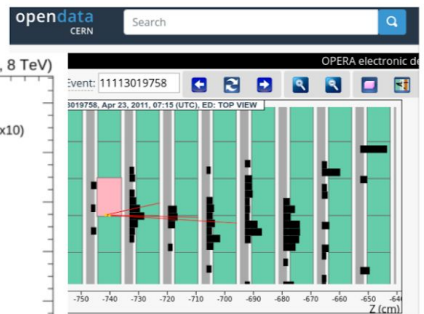 opendata
CERN
Search
, 8 TeV)
x10)
OPERA electronic de
Event: 11113019758
3019758, Apr 23, 2011, 07:15 (UTC), ED: TOP VIEW
-750 -740 -730 -720 -710 -700 -690 -680 -670 -660 -650 -640
Z (cm)